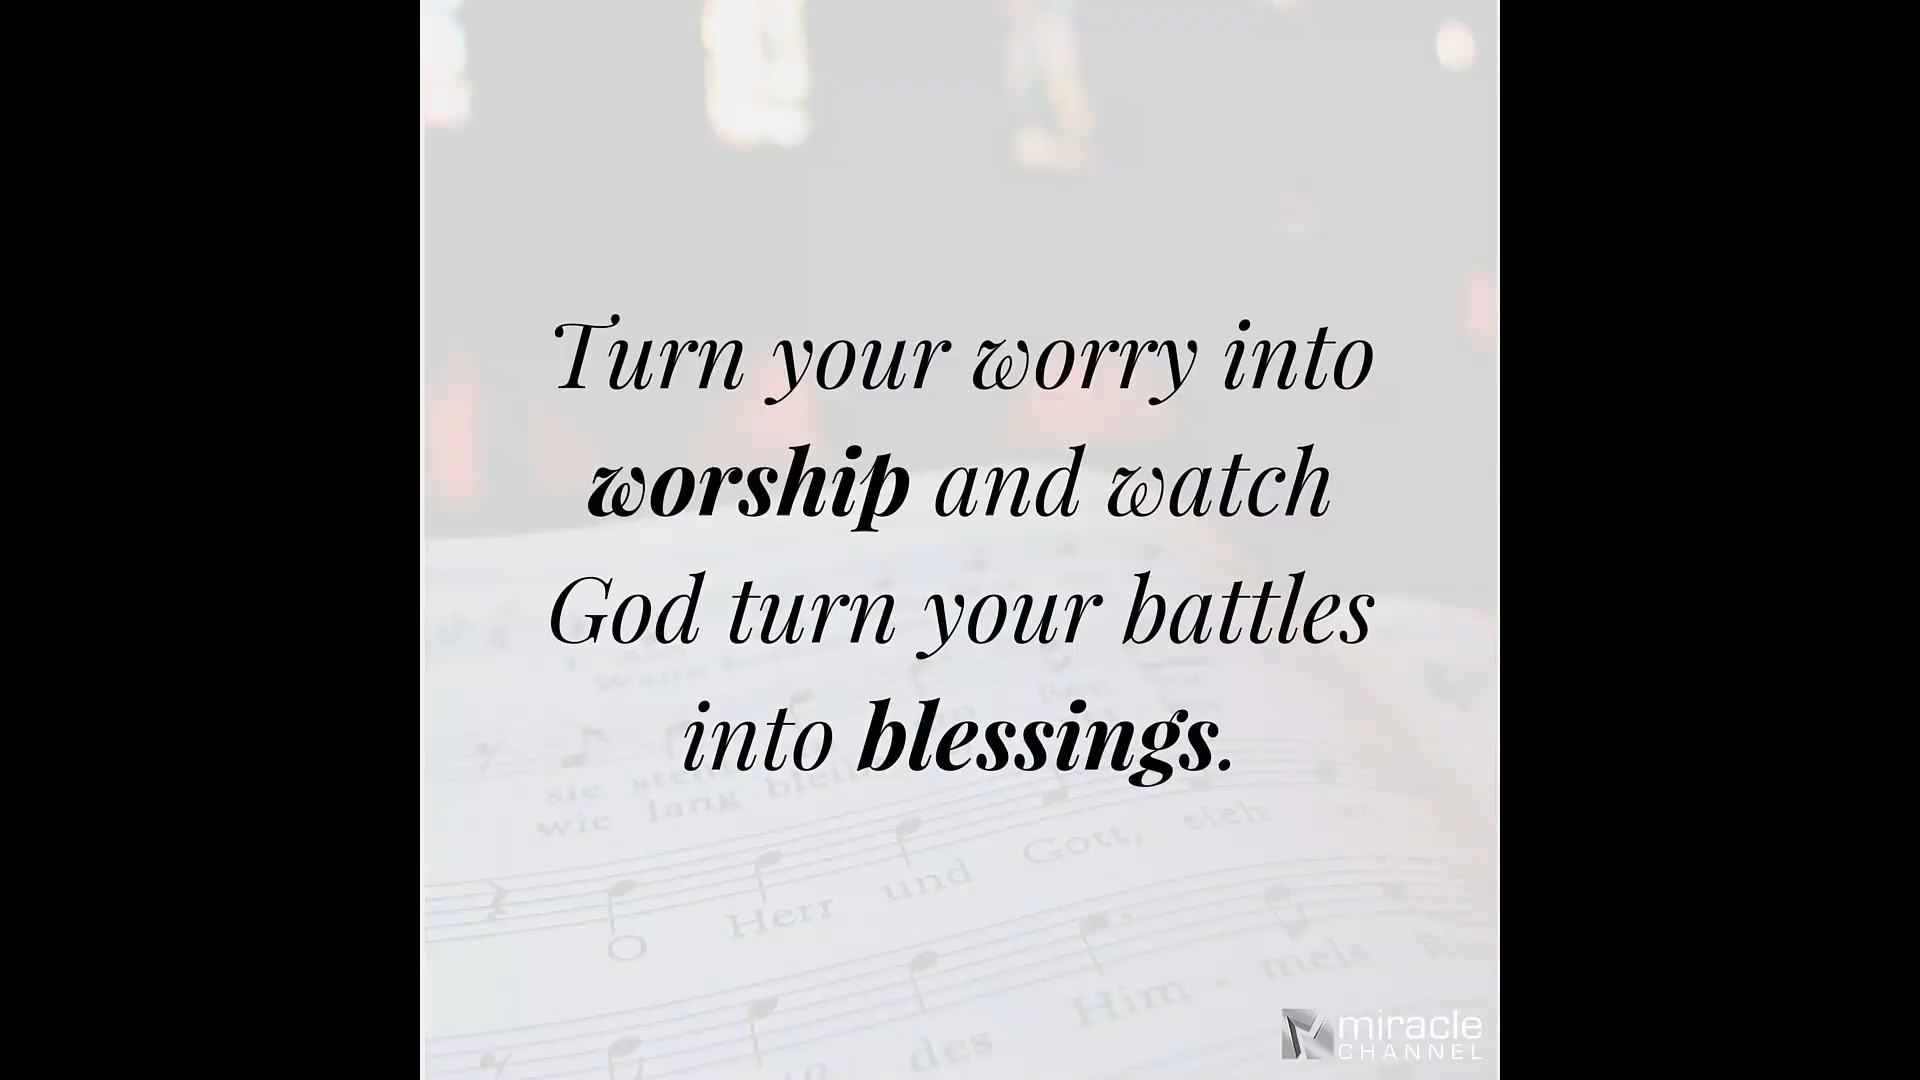 Turn your worry into
worship and watch
God turn your battles
into blessings.
wie lang
O Herr und Gott, sieh an
des Him - mels
miracle
CHANNEL